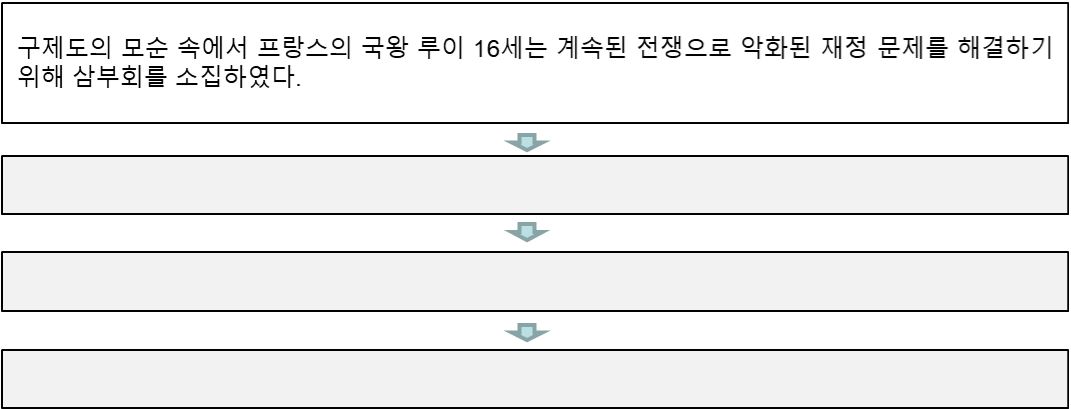 구제도의 모순 속에서 프랑스의 국왕 루이 16세는 계속된 전쟁으로 악화된 재정 문제를 해결하기
위해 삼부회를 소집하였다.